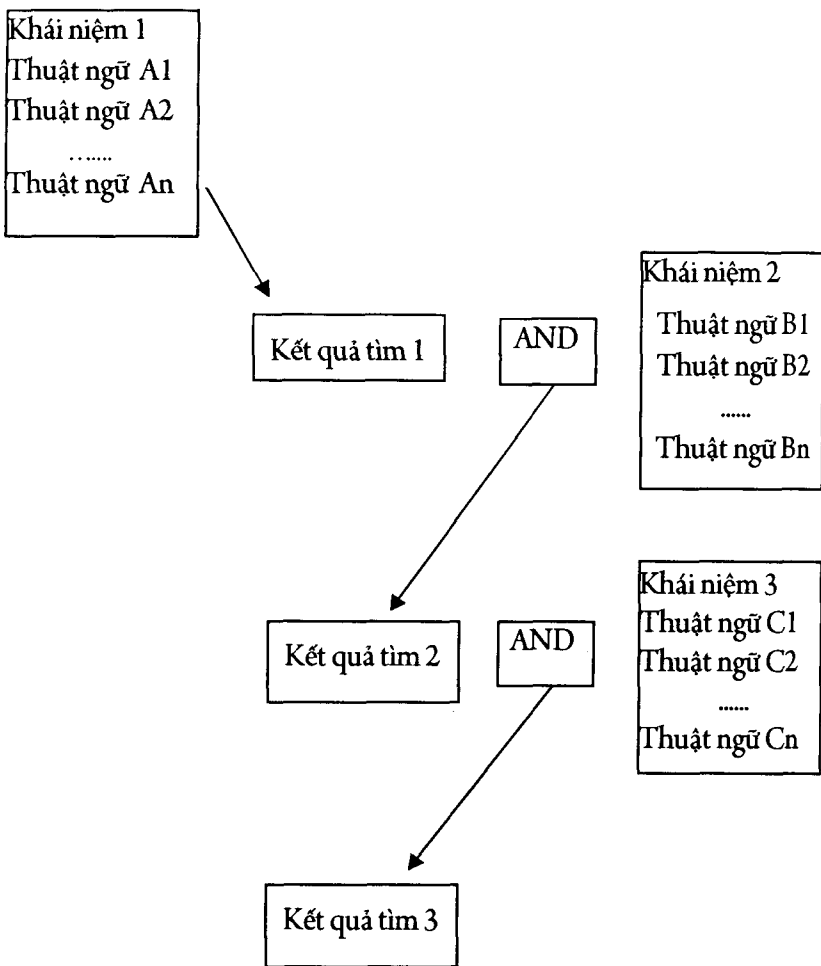 Khái niệm 1
Thuật ngữ A1
Thuật ngữ A2
.......
Thuật ngữ An
Kết quả tìm 1
AND
Khái niệm 2
Thuật ngữ B1
Thuật ngữ B2
......
Thuật ngữ Bn
Kết quả tìm 2
AND
Khái niệm 3
Thuật ngữ C1
Thuật ngữ C2
......
Thuật ngữ Cn
Kết quả tìm 3